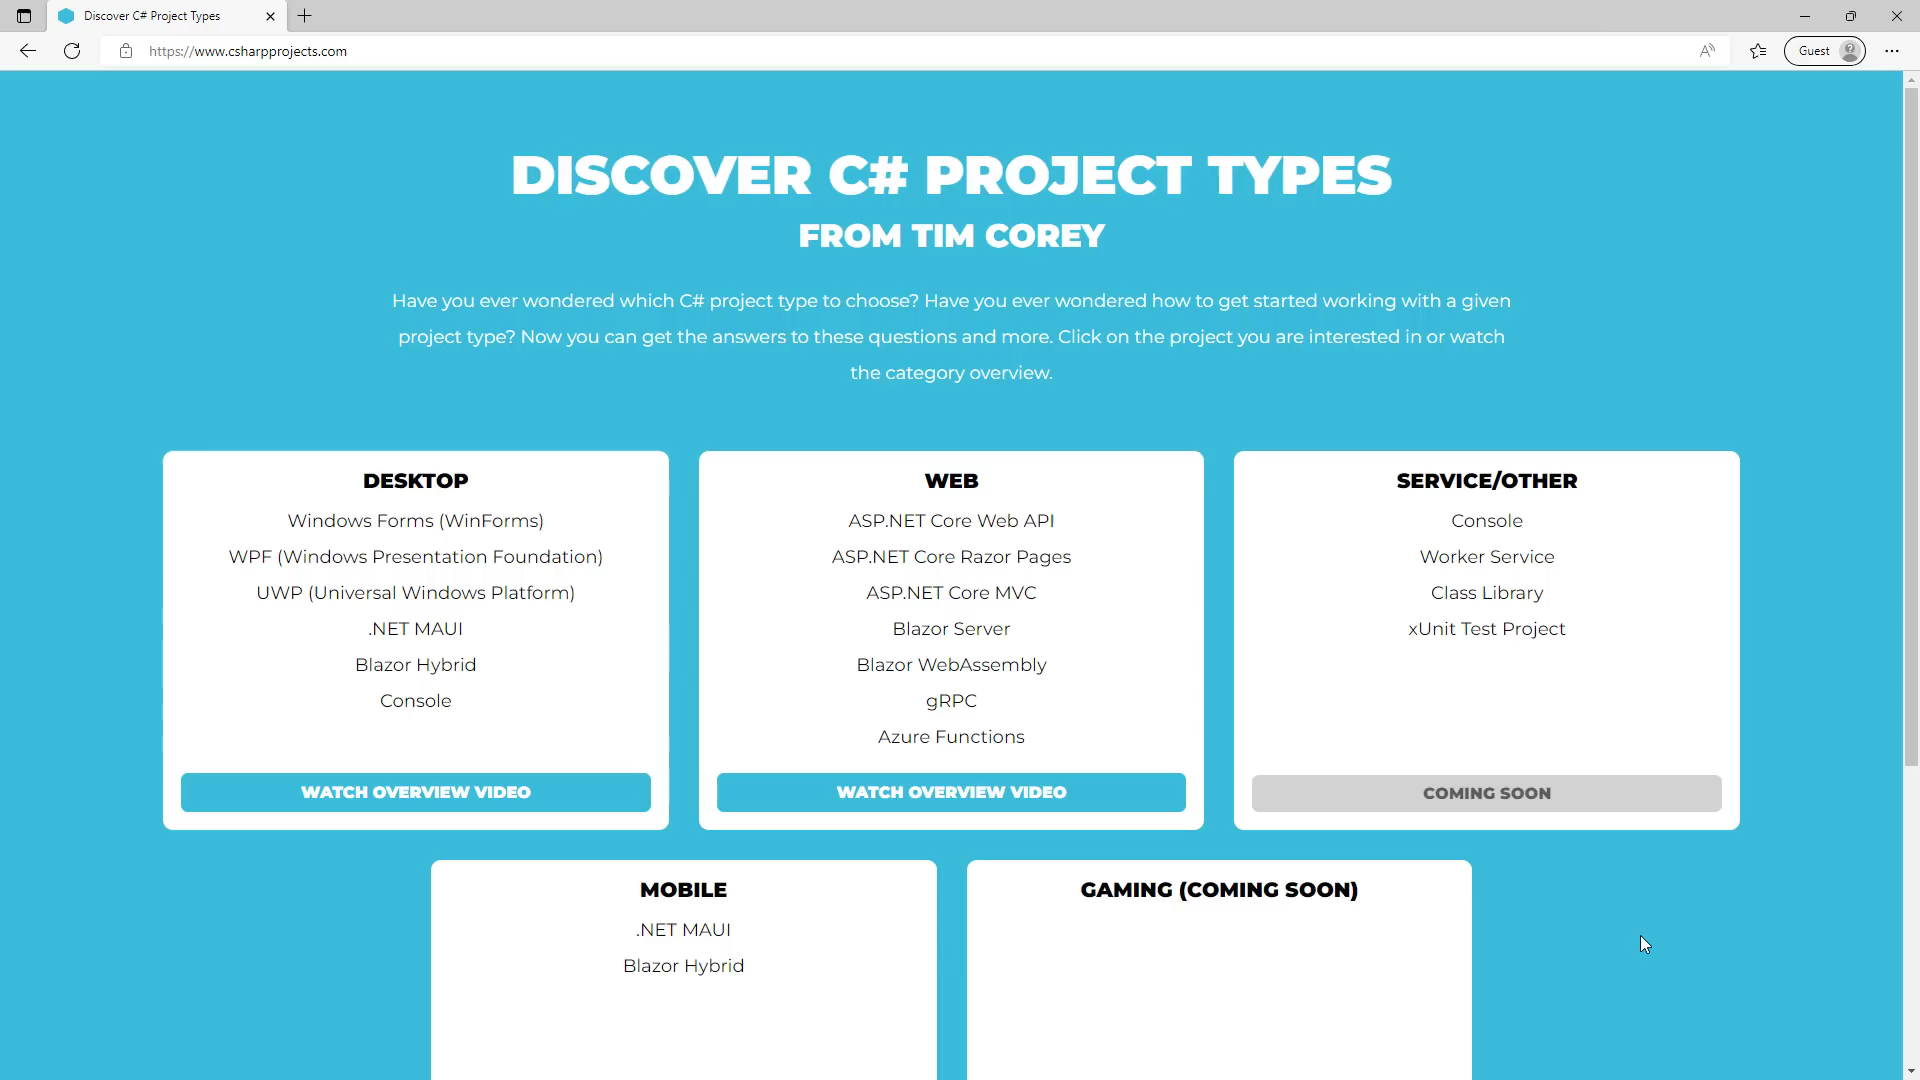 Discover C# Project Types
https://www.csharpprojects.com
Guest
DISCOVER C# PROJECT TYPES
FROM TIM COREY
Have you ever wondered which C# project type to choose? Have you ever wondered how to get started working with a given
project type? Now you can get the answers to these questions and more. Click on the project you are interested in or watch
the category overview.
DESKTOP
Windows Forms (WinForms)
WPF (Windows Presentation Foundation)
UWP (Universal Windows Platform)
.NET MAUI
Blazor Hybrid
Console
WATCH OVERVIEW VIDEO
WEB
ASP.NET Core Web API
ASP.NET Core Razor Pages
ASP.NET Core MVC
Blazor Server
Blazor WebAssembly
gRPC
Azure Functions
WATCH OVERVIEW VIDEO
SERVICE/OTHER
Console
Worker Service
Class Library
xUnit Test Project
COMING SOON
MOBILE
.NET MAUI
Blazor Hybrid
GAMING (COMING SOON)